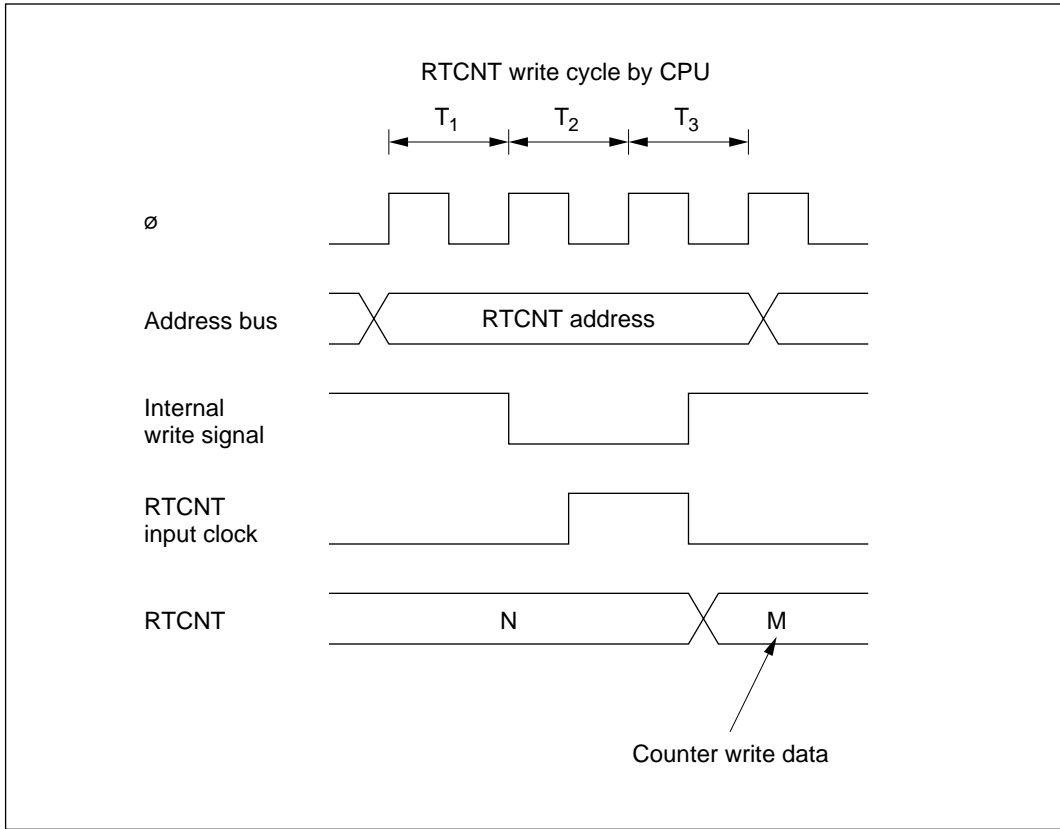 RTCNT write cycle by CPU
T₁ T₂ T₃
ø
Address bus
RTCNT address
Internal
write signal
RTCNT
input clock
RTCNT
N
M
Counter write data